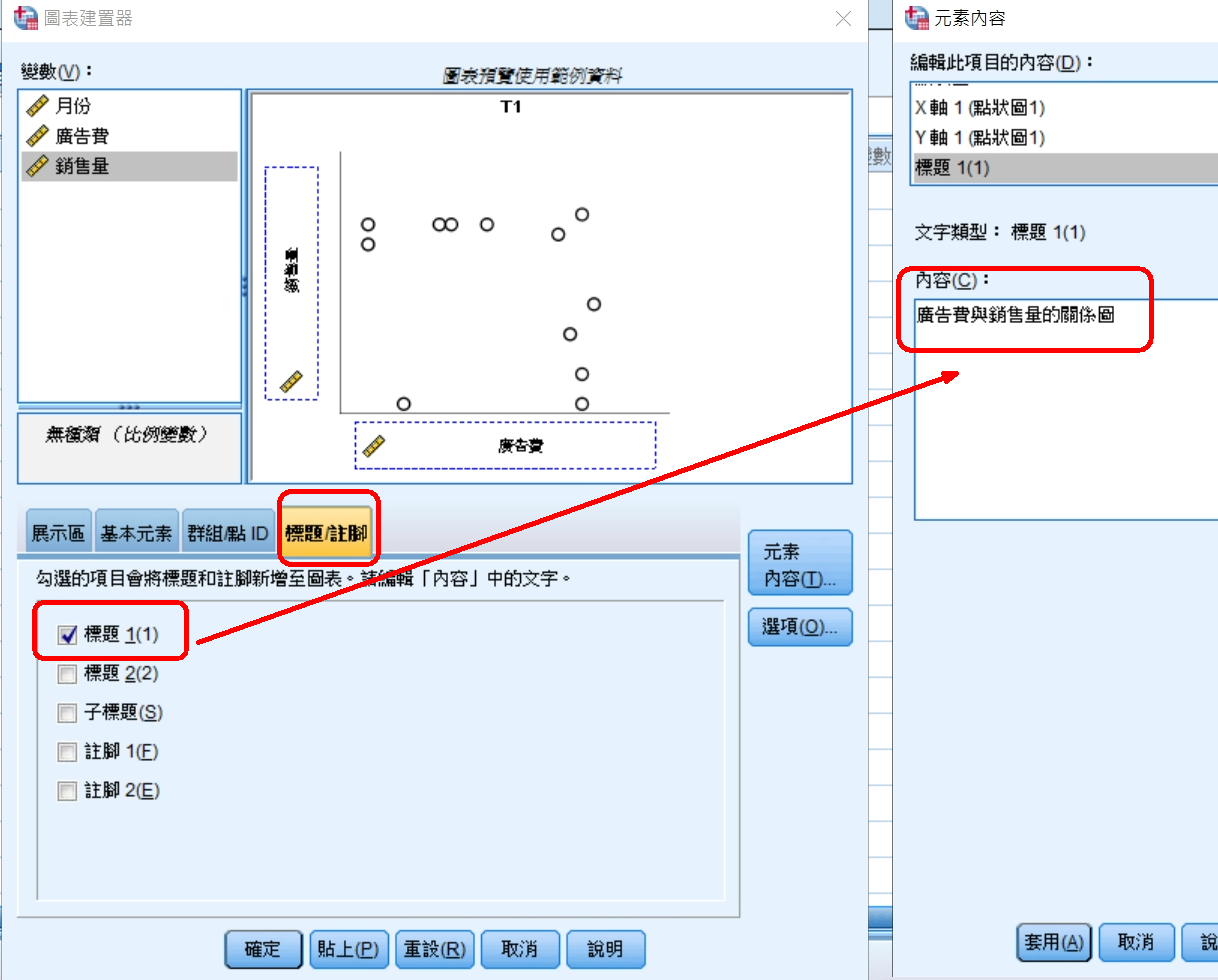 圖表建置器
變數(V)：
圖表預覽使用範例資料
月份
廣告費
銷售量
T1
銷售量
廣告費
無種類（比例變數）
展示區
基本元素
群組/點 ID
標題/註腳
勾選的項目會將標題和註腳新增至圖表。請編輯「內容」中的文字。
標題 1(1)
標題 2(2)
子標題(S)
註腳 1(F)
註腳 2(E)
元素
內容(T)...
選項(O)...
確定
貼上(P)
重設(R)
取消
說明
數
元素內容
編輯此項目的內容(D)：
X 軸 1 (點狀圖1)
Y 軸 1 (點狀圖1)
標題 1(1)
文字類型： 標題 1(1)
內容(C)：
廣告費與銷售量的關係圖
套用(A)
取消
說